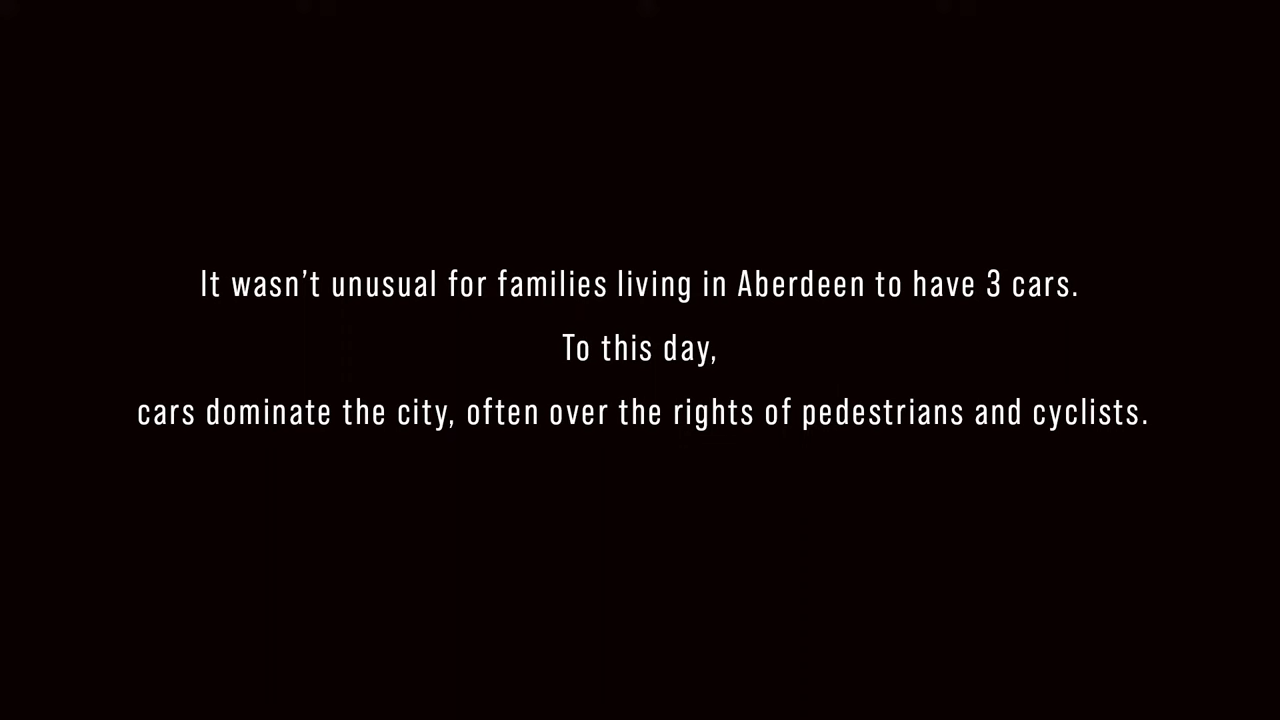 It wasn’t unusual for families living in Aberdeen to have 3 cars.
To this day,
cars dominate the city, often over the rights of pedestrians and cyclists.